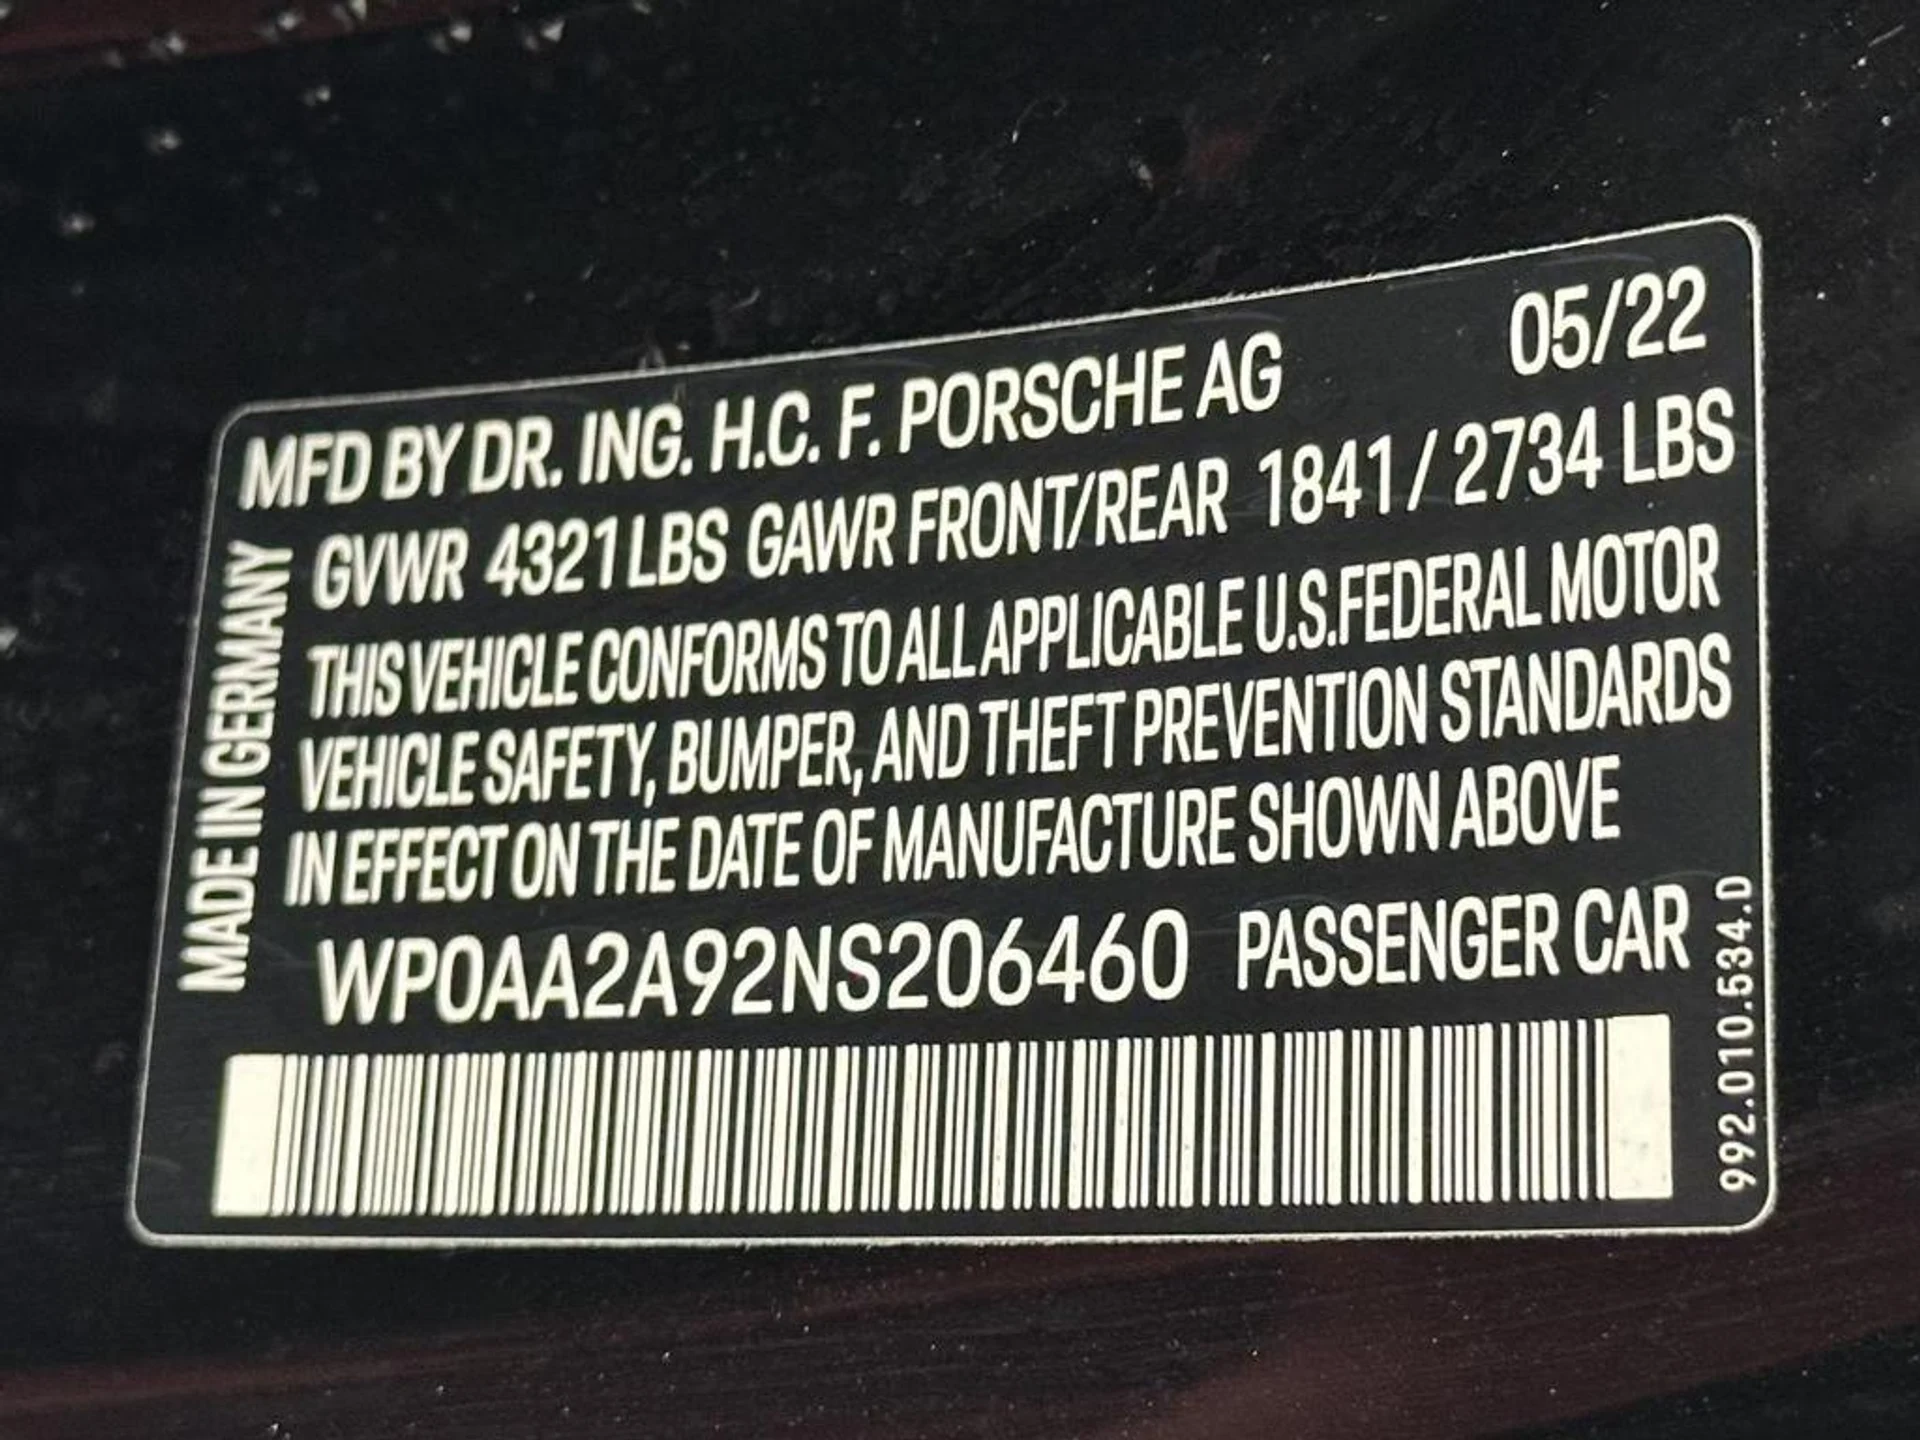 MFD BY DR. ING. H.C. F. PORSCHE AG 05/22
GVWR 4321 LBS GAWR FRONT/REAR 1841 / 2734 LBS
THIS VEHICLE CONFORMS TO ALL APPLICABLE U.S.FEDERAL MOTOR
VEHICLE SAFETY, BUMPER, AND THEFT PREVENTION STANDARDS
IN EFFECT ON THE DATE OF MANUFACTURE SHOWN ABOVE
WP0AA2A92NS206460 PASSENGER CAR
MADE IN GERMANY
992.010.534.D